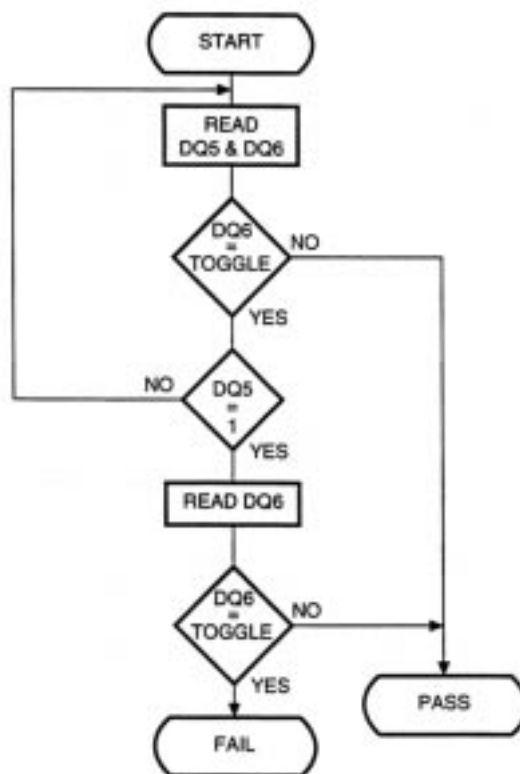 START
READ
DQ5 & DQ6
DQ6
=
TOGGLE
NO
YES
NO
DQ5
=
1
YES
READ DQ6
DQ6
=
TOGGLE
NO
YES
FAIL
PASS